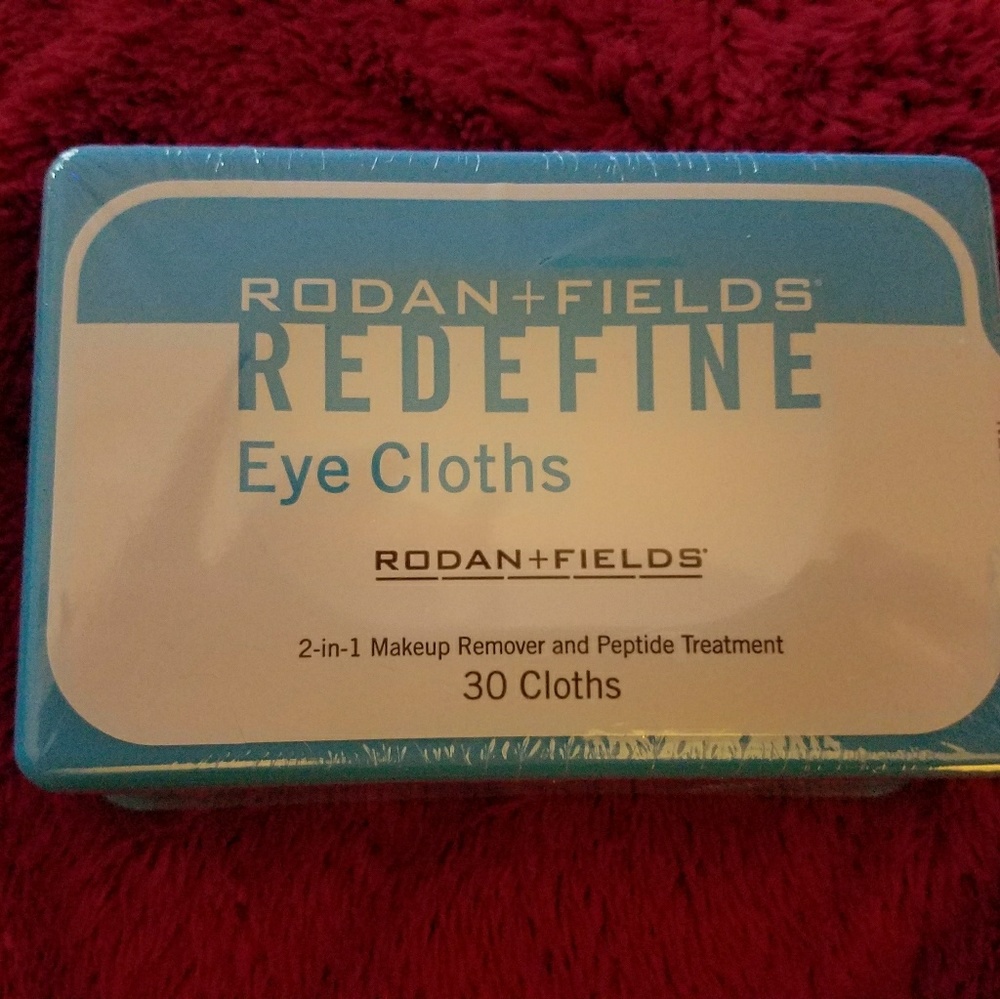 RODAN+FIELDS®
REDEFINE
Eye Cloths
RODAN+FIELDS®
2-in-1 Makeup Remover and Peptide Treatment
30 Cloths